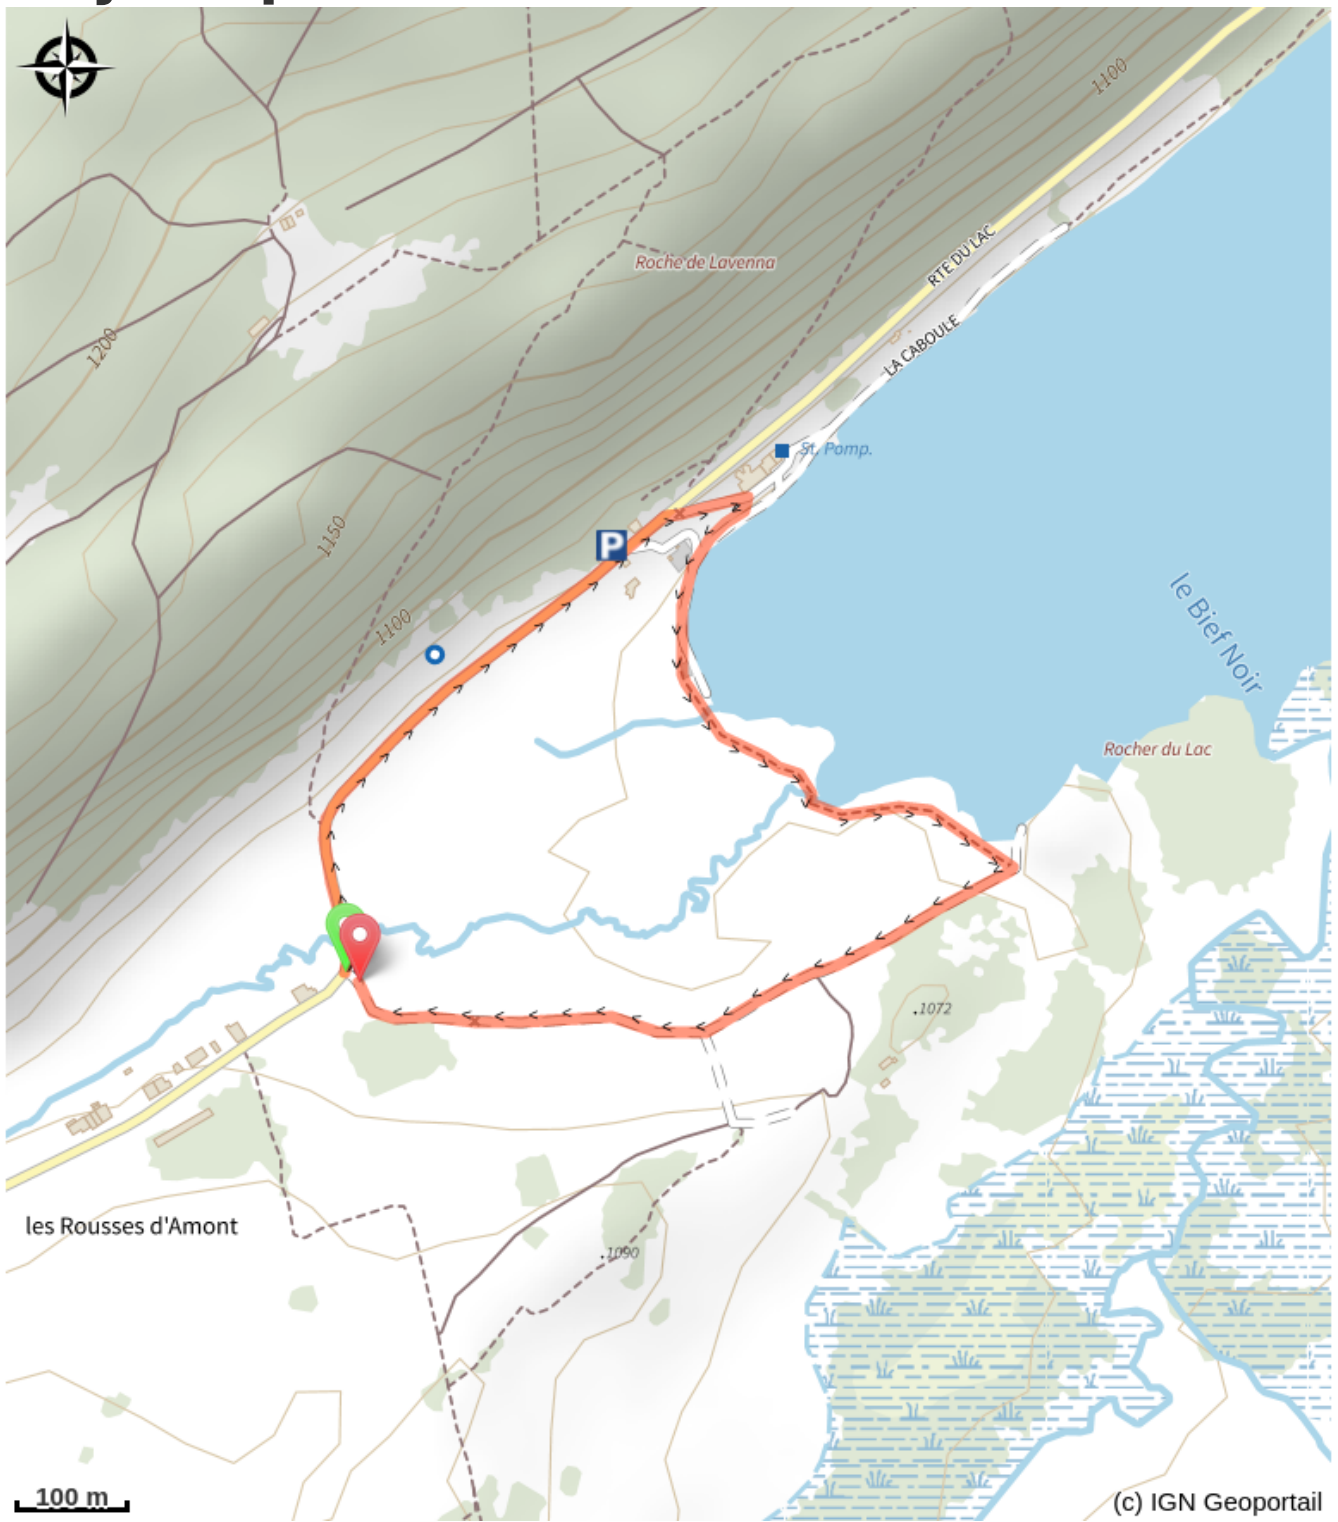 1100
RTE DU LAC
Roche de Lavenna
LA CABOULE
1200
St. Pomp.
1150
P
le Bief Noir
1100
Rocher du Lac
.1072
les Rousses d'Amont
.1090
100 m
(c) IGN Geoportail